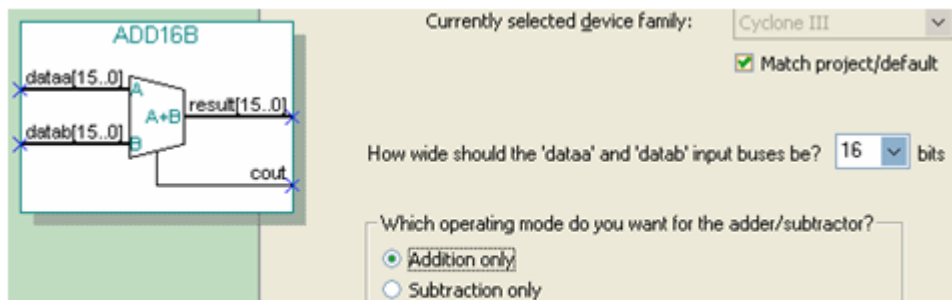 ADD16B
dataa[15..0]
A
A+B
result[15..0]
datab[15..0]
B
cout
Currently selected device family:
Cyclone III
Match project/default
How wide should the 'dataa' and 'datab' input buses be? 16 bits
Which operating mode do you want for the adder/subtractor?
Addition only
Subtraction only